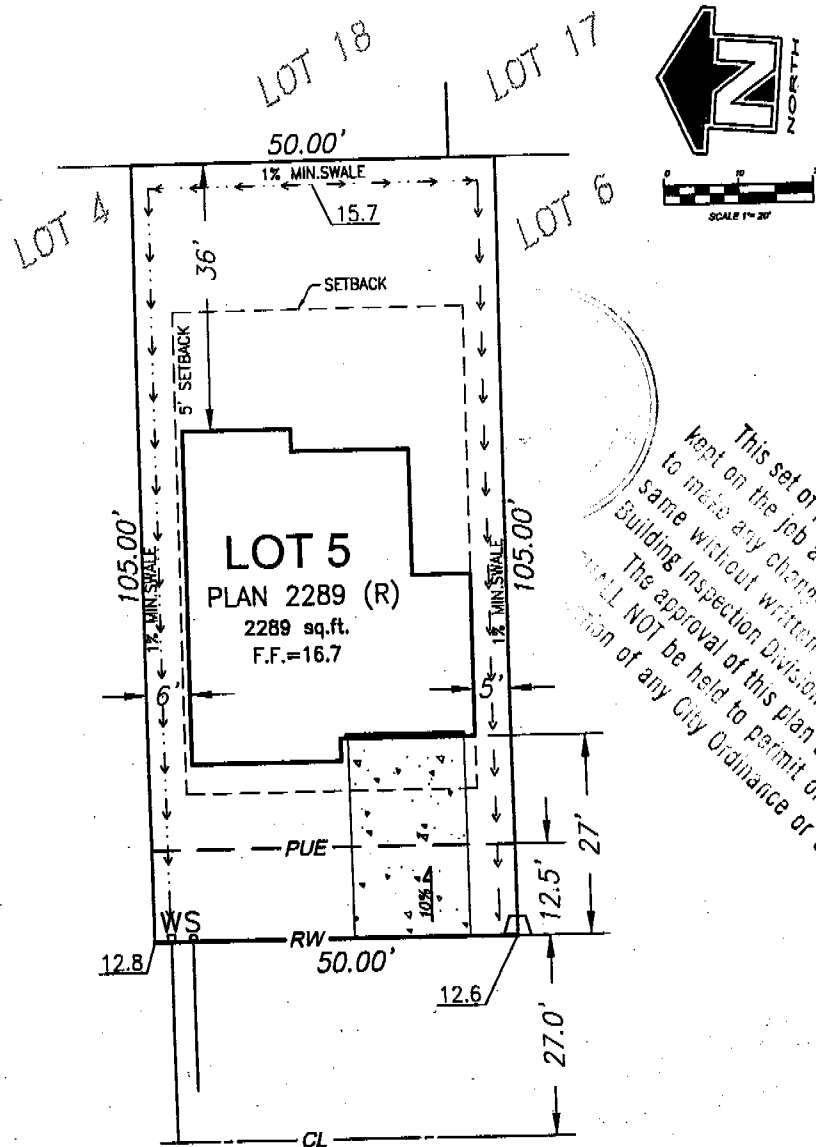 LOT 18
LOT 17
N
NORTH
0 10
SCALE 1"= 20'
50.00'
1% MIN.SWALE
15.7
LOT 4
LOT 6
36'
SETBACK
5' SETBACK
105.00'
1% MIN.SWALE
LOT 5
PLAN 2289 (R)
2289 sq.ft.
F.F.=16.7
105.00'
1% MIN.SWALE
6'
5'
This set of
kept on the job
to make any
same without written
Building Inspection Division
The approval of this plan
SHALL NOT be held to permit
of any City Ordinance or
PUE
10%
12.5'
27'
WS
RW
12.8
50.00'
12.6
27.0'
CL